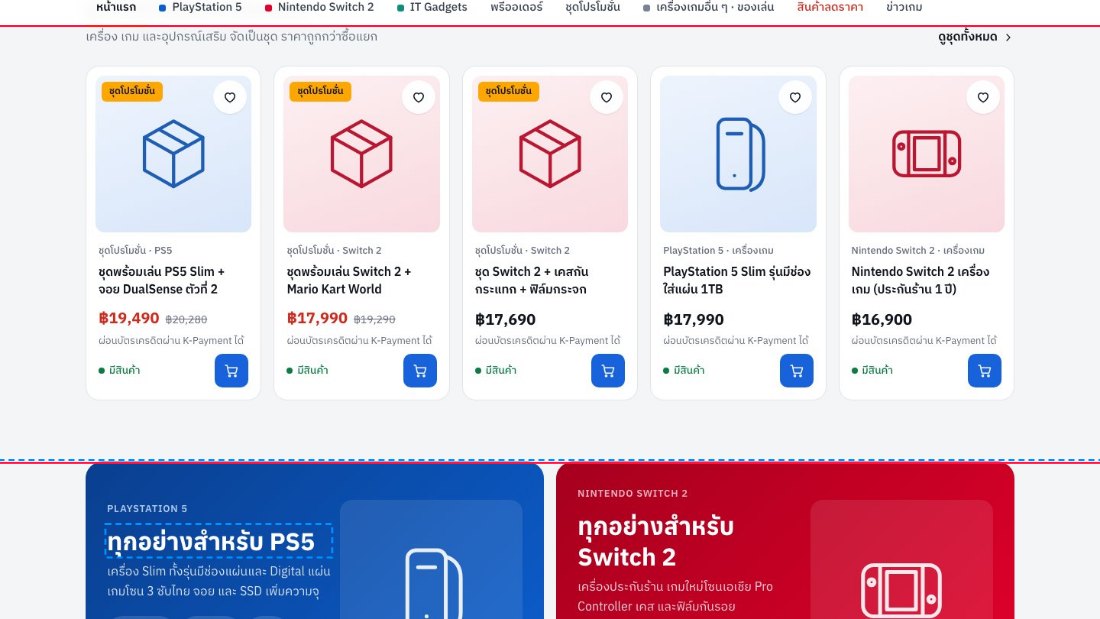 หน้าแรก PlayStation 5 Nintendo Switch 2 IT Gadgets พรีออเดอร์ ชุดโปรโมชั่น เครื่องเกมอื่น ๆ · ของเล่น สินค้าลดราคา ข่าวเกม
เครื่อง เกม และอุปกรณ์เสริม จัดเป็นชุด ราคาถูกกว่าซื้อแยก
ดูชุดทั้งหมด
ชุดโปรโมชั่น
ชุดโปรโมชั่น · PS5
ชุดพร้อมเล่น PS5 Slim +
จอย DualSense ตัวที่ 2
฿19,490 ฿20,280
ผ่อนบัตรเครดิตผ่าน K-Payment ได้
มีสินค้า
ชุดโปรโมชั่น
ชุดโปรโมชั่น · Switch 2
ชุดพร้อมเล่น Switch 2 +
Mario Kart World
฿17,990 ฿19,290
ผ่อนบัตรเครดิตผ่าน K-Payment ได้
มีสินค้า
ชุดโปรโมชั่น
ชุดโปรโมชั่น · Switch 2
ชุด Switch 2 + เคสกัน
กระแทก + ฟิล์มกระจก
฿17,690
ผ่อนบัตรเครดิตผ่าน K-Payment ได้
มีสินค้า
PlayStation 5 · เครื่องเกม
PlayStation 5 Slim รุ่นมีช่อง
ใส่แผ่น 1TB
฿17,990
ผ่อนบัตรเครดิตผ่าน K-Payment ได้
มีสินค้า
Nintendo Switch 2 · เครื่องเกม
Nintendo Switch 2 เครื่อง
เกม (ประกันร้าน 1 ปี)
฿16,900
ผ่อนบัตรเครดิตผ่าน K-Payment ได้
มีสินค้า
PLAYSTATION 5
ทุกอย่างสำหรับ PS5
เครื่อง Slim ทั้งรุ่นมีช่องแผ่นและ Digital แผ่น
เกมโซน 3 ซับไทย จอย และ SSD เพิ่มความจุ
NINTENDO SWITCH 2
ทุกอย่างสำหรับ
Switch 2
เครื่องประกันร้าน เกมใหม่โซนเอเชีย Pro
Controller เคส และฟิล์มกันรอย